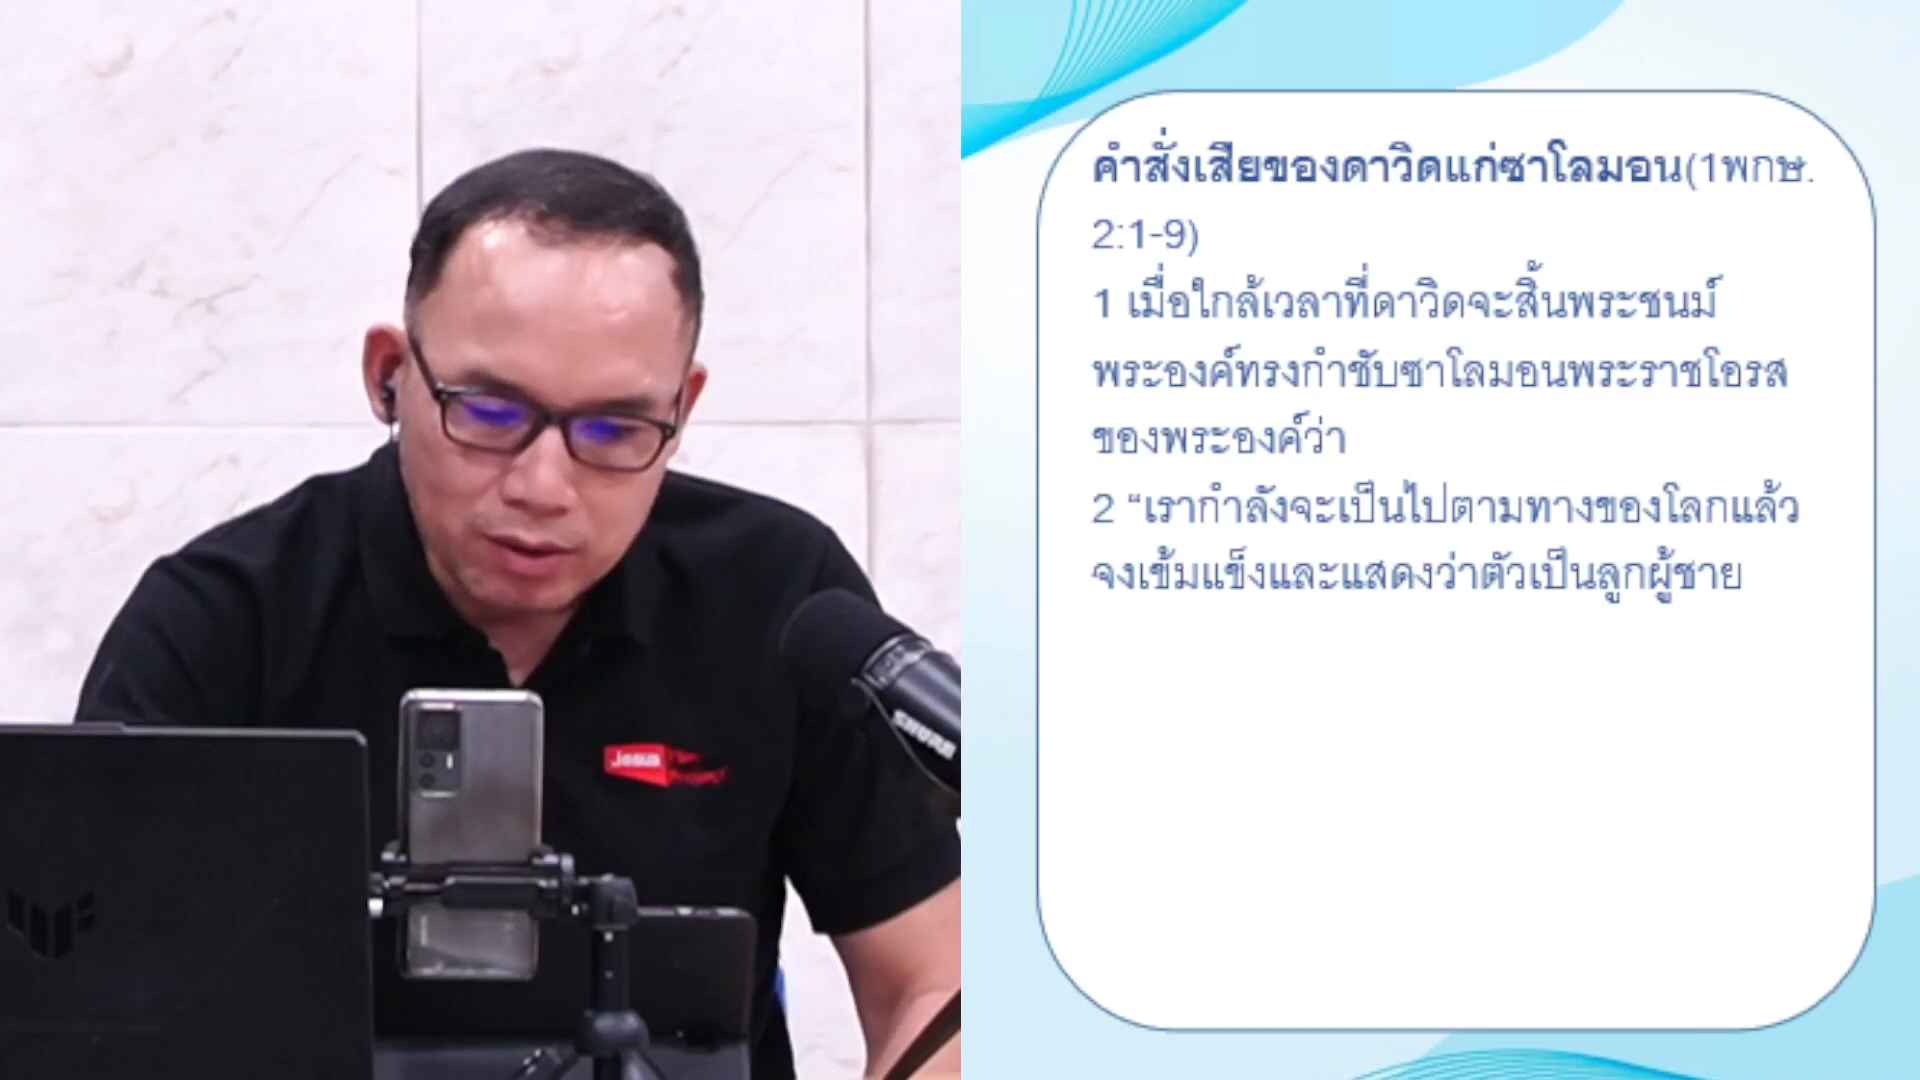 คำสั่งเสียของดาวิดแก่ซาโลมอน(1พกษ.
2:1-9)
1 เมื่อใกล้เวลาที่ดาวิดจะสิ้นพระชนม์
พระองค์ทรงกำชับซาโลมอนพระราชโอรส
ของพระองค์ว่า
2 “เรากำลังจะเป็นไปตามทางของโลกแล้ว
จงเข้มแข็งและแสดงว่าตัวเป็นลูกผู้ชาย
Jesus
SHURE